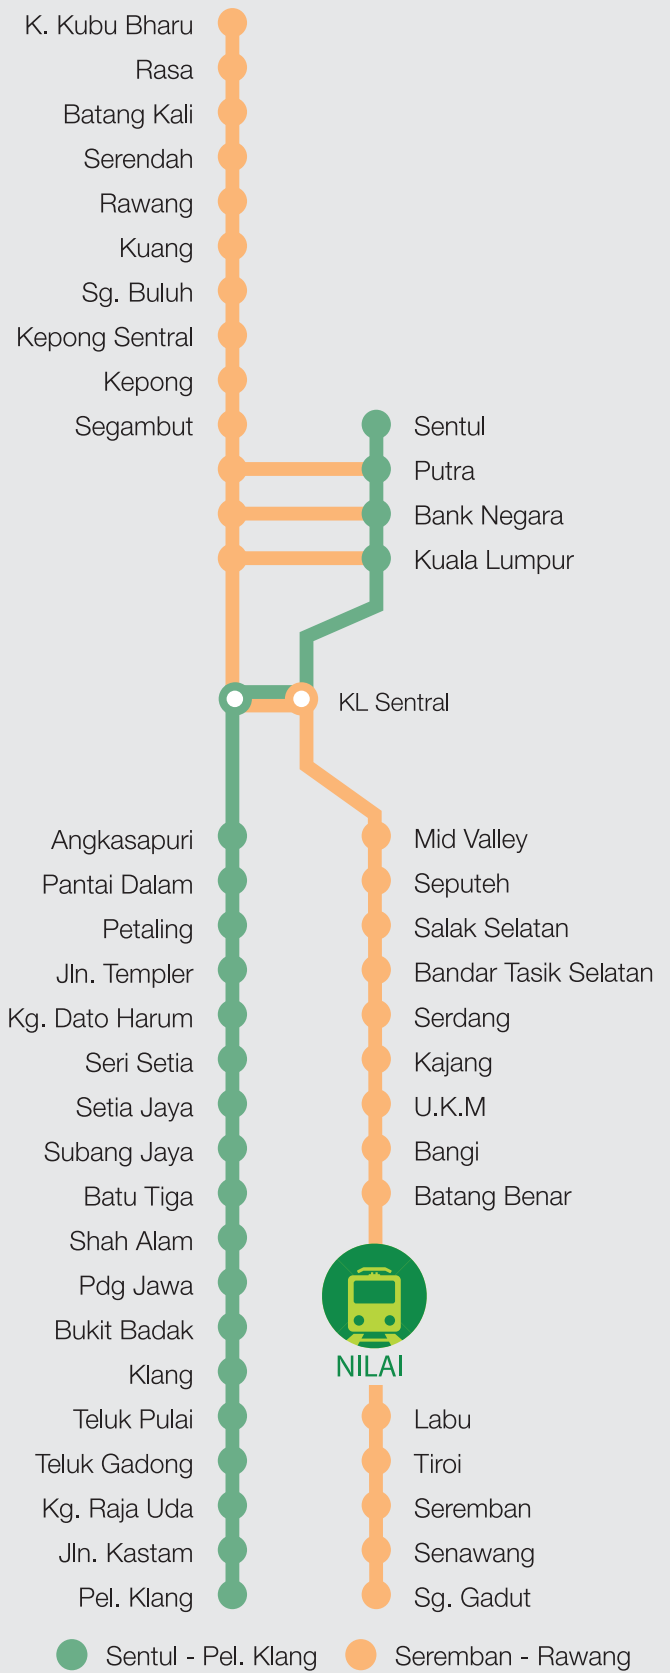 K. Kubu Bharu
Rasa
Batang Kali
Serendah
Rawang
Kuang
Sg. Buluh
Kepong Sentral
Kepong
Segambut
Sentul
Putra
Bank Negara
Kuala Lumpur
KL Sentral
Angkasapuri
Pantai Dalam
Petaling
Jln. Templer
Kg. Dato Harum
Seri Setia
Setia Jaya
Subang Jaya
Batu Tiga
Shah Alam
Pdg Jawa
Bukit Badak
Klang
Teluk Pulai
Teluk Gadong
Kg. Raja Uda
Jln. Kastam
Pel. Klang
Mid Valley
Seputeh
Salak Selatan
Bandar Tasik Selatan
Serdang
Kajang
U.K.M
Bangi
Batang Benar
NILAI
Labu
Tiroi
Seremban
Senawang
Sg. Gadut
Sentul - Pel. Klang
Seremban - Rawang